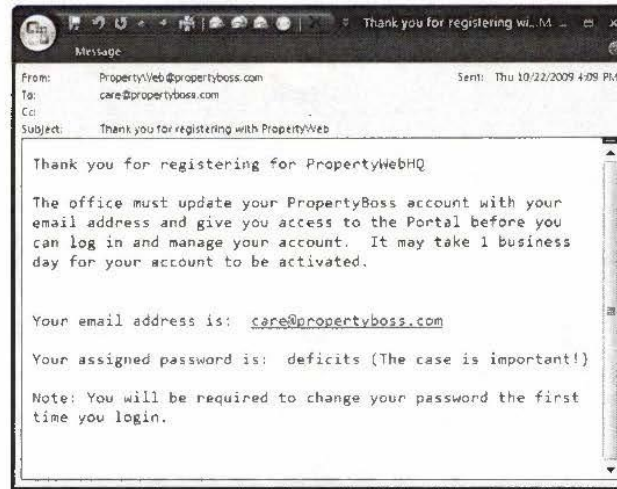 Thank you for registering wi... M
Message
From: PropertyWeb@propertyboss.com Sent: Thu 10/22/2009 4:09 PM
To: care@propertyboss.com
Cc:
Subject: Thank you for registering with PropertyWeb
Thank you for registering for PropertyWebHQ
The office must update your PropertyBoss account with your
email address and give you access to the Portal before you
can log in and manage your account. It may take 1 business
day for your account to be activated.
Your email address is: care@propertyboss.com
Your assigned password is: deficits (The case is important!)
Note: You will be required to change your password the first
time you login.